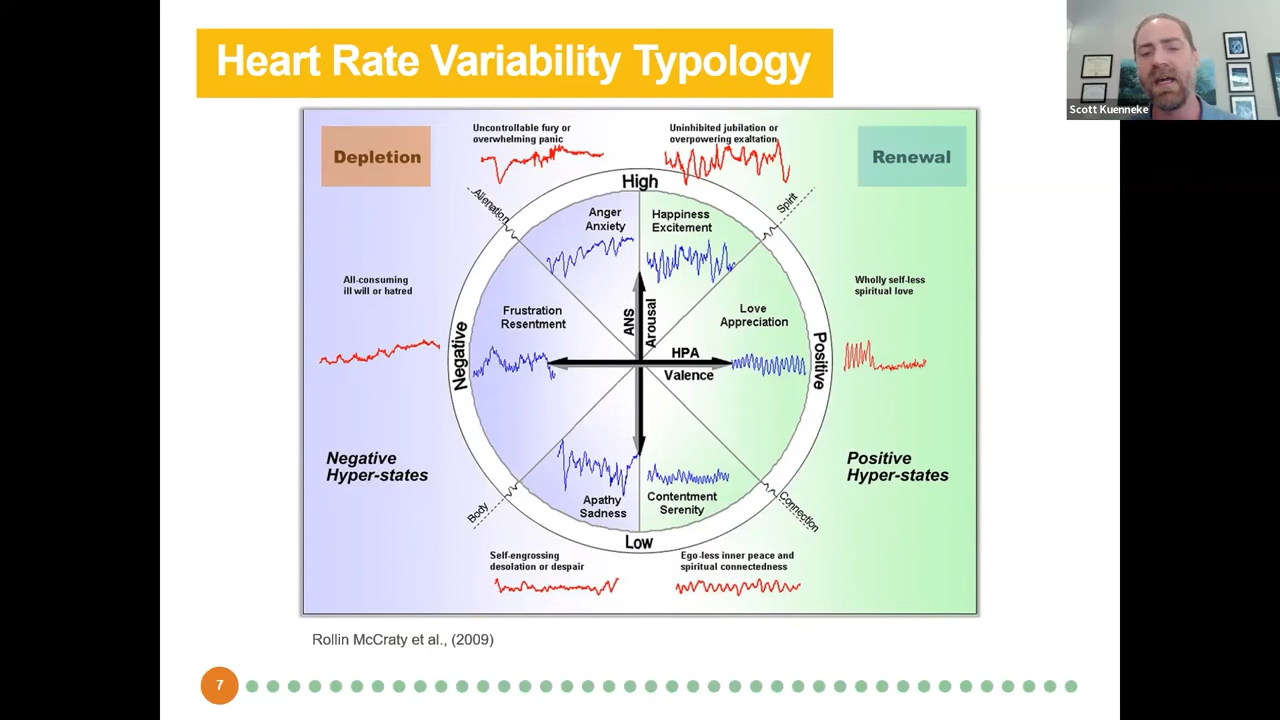 Heart Rate Variability Typology
Scott Kuenneke
Depletion
Uncontrollable fury or
overwhelming panic
Uninhibited jubilation or
overpowering exaltation
Renewal
High
Alienation
Spirit
Anger
Anxiety
Happiness
Excitement
All-consuming
ill will or hatred
Wholly self-less
spiritual love
Frustration
Resentment
ANS
Arousal
Love
Appreciation
Negative
HPA
Valence
Positive
Negative
Hyper-states
Positive
Hyper-states
Apathy
Sadness
Contentment
Serenity
Body
Connection
Low
Self-engrossing
desolation or despair
Ego-less inner peace and
spiritual connectedness
Rollin McCraty et al., (2009)
7